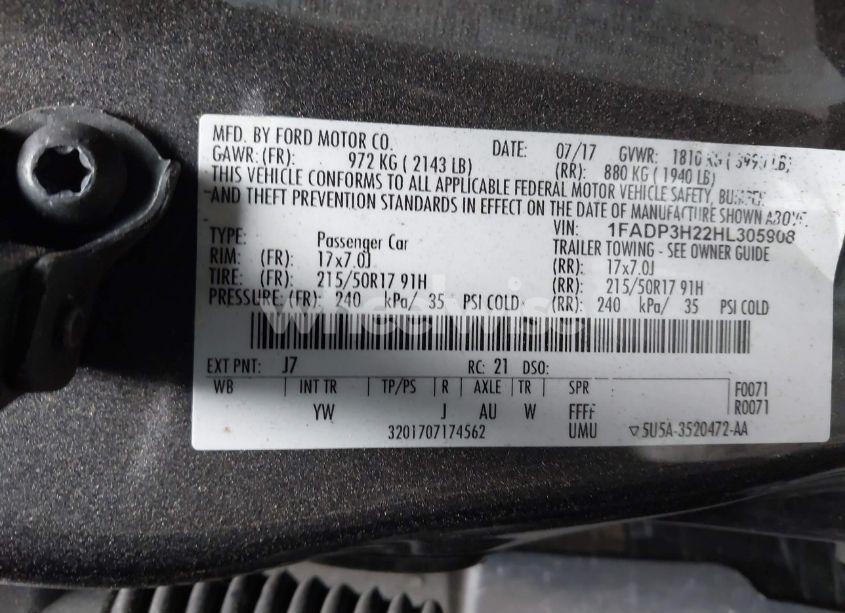 MFD. BY FORD MOTOR CO. DATE: 07/17 GVWR: 1810 KG
GAWR: (FR): 972 KG ( 2143 LB) (RR): 880 KG ( 1940 LB)
THIS VEHICLE CONFORMS TO ALL APPLICABLE FEDERAL MOTOR VEHICLE SAFETY, BUMPER
AND THEFT PREVENTION STANDARDS IN EFFECT ON THE DATE OF MANUFACTURE SHOWN ABOVE.
VIN: 1FADP3H22HL305908
TYPE: Passenger Car TRAILER TOWING - SEE OWNER GUIDE
RIM: (FR): 17x7.0J (RR): 17x7.0J
TIRE: (FR): 215/50R17 91H (RR): 215/50R17 91H
PRESSURE: (FR): 240 kPa/ 35 PSI COLD (RR): 240 kPa/ 35 PSI COLD
wheelwise
EXT PNT: J7 RC: 21 DSO:
WB INT TR TP/PS R AXLE TR SPR F0071
YW J AU W FFFF R0071
3201707174562 UMU ▽5U5A-3520472-AA